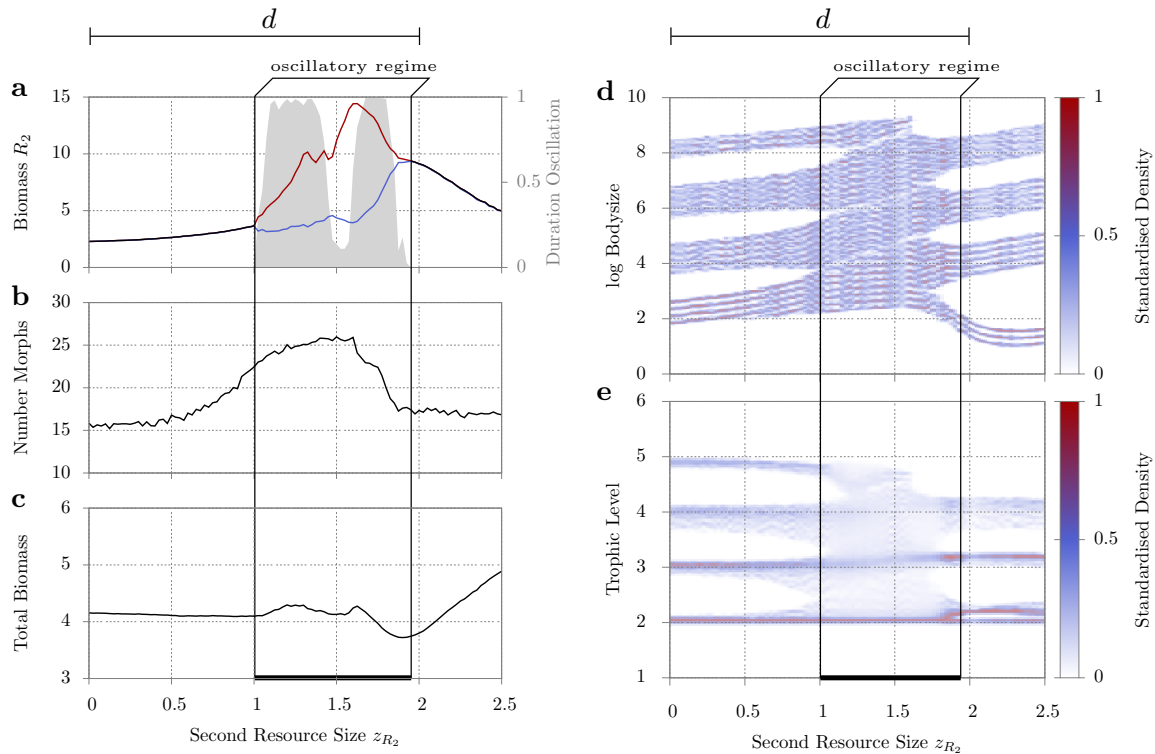 d
d
oscillatory regime
oscillatory regime
a
15
10
5
0
Biomass R₂
1
0.5
0
Duration Oscillation
b
30
25
20
15
10
Number Morphs
c
6
5
4
3
Total Biomass
0 0.5 1 1.5 2 2.5
Second Resource Size z_{R₂}
d
10
8
6
4
2
0
log Bodysize
1
0.5
0
Standardised Density
e
6
5
4
3
2
1
Trophic Level
1
0.5
0
Standardised Density
0 0.5 1 1.5 2 2.5
Second Resource Size z_{R₂}